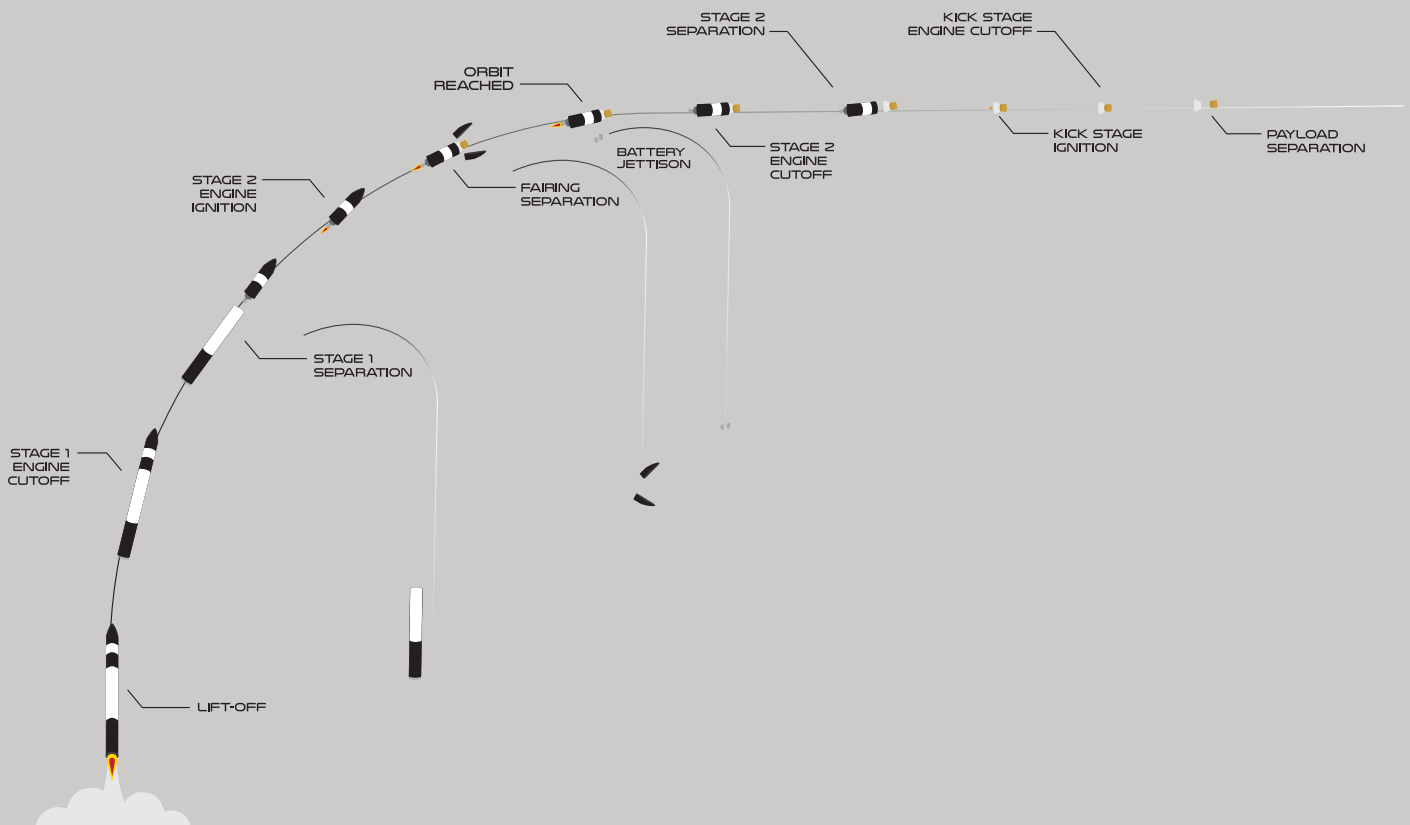 STAGE 2
SEPARATION
KICK STAGE
ENGINE CUTOFF
ORBIT
REACHED
BATTERY
JETTISON
STAGE 2
ENGINE
CUTOFF
KICK STAGE
IGNITION
PAYLOAD
SEPARATION
STAGE 2
ENGINE
IGNITION
FAIRING
SEPARATION
STAGE 1
SEPARATION
STAGE 1
ENGINE
CUTOFF
LIFT-OFF